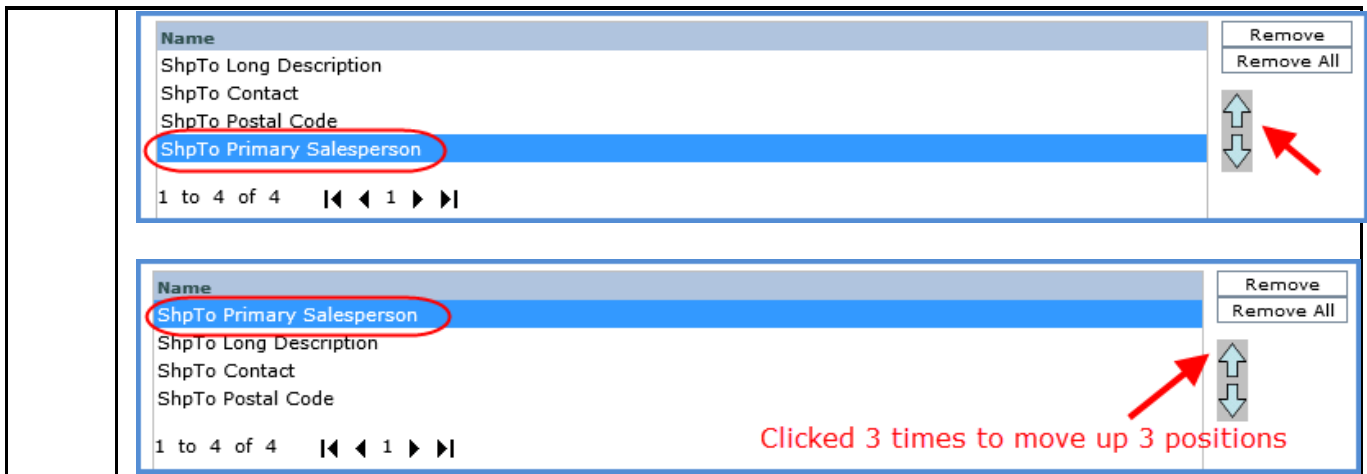 Name
Remove
ShpTo Long Description
Remove All
ShpTo Contact
ShpTo Postal Code
ShpTo Primary Salesperson
1 to 4 of 4 1
Name
Remove
ShpTo Primary Salesperson
Remove All
ShpTo Long Description
ShpTo Contact
ShpTo Postal Code
Clicked 3 times to move up 3 positions
1 to 4 of 4 1